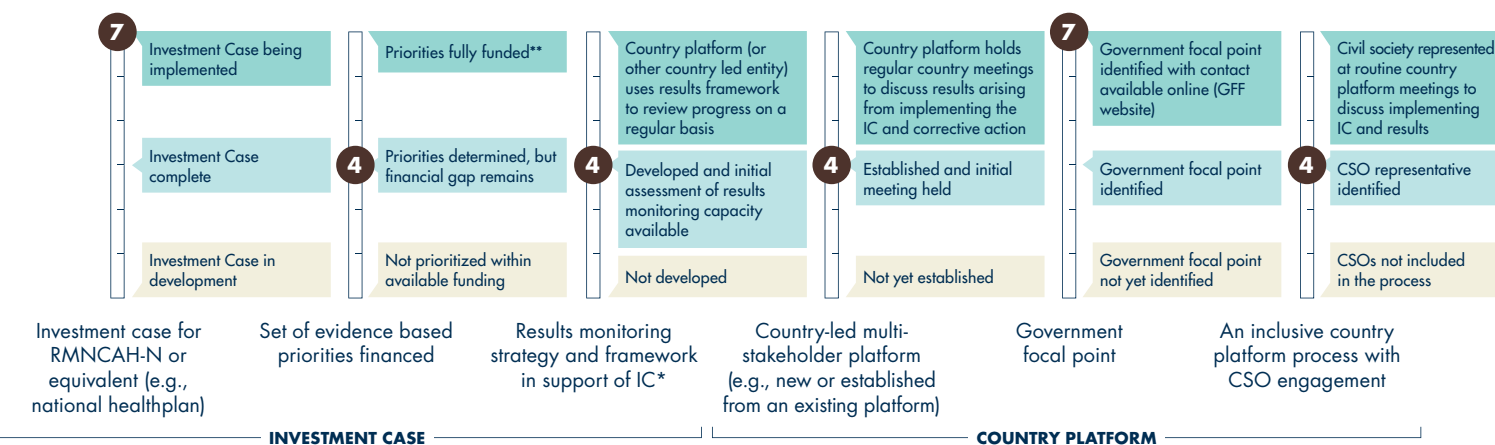 7
Investment Case being
implemented
Investment Case
complete
Investment Case in
development
Investment case for
RMNCAH-N or
equivalent (e.g.,
national healthplan)
Priorities fully funded**
4
Priorities determined, but
financial gap remains
Not prioritized within
available funding
Set of evidence based
priorities financed
Country platform (or
other country led entity)
uses results framework
to review progress on a
regular basis
4
Developed and initial
assessment of results
monitoring capacity
available
Not developed
Results monitoring
strategy and framework
in support of IC*
Country platform holds
regular country meetings
to discuss results arising
from implementing the
IC and corrective action
4
Established and initial
meeting held
Not yet established
Country-led multi-
stakeholder platform
(e.g., new or established
from an existing platform)
7
Government focal point
identified with contact
available online (GFF
website)
Government focal point
identified
Government focal point
not yet identified
Government
focal point
Civil society represented
at routine country
platform meetings to
discuss implementing
IC and results
4
CSO representative
identified
CSOs not included
in the process
An inclusive country
platform process with
CSO engagement
INVESTMENT CASE
COUNTRY PLATFORM